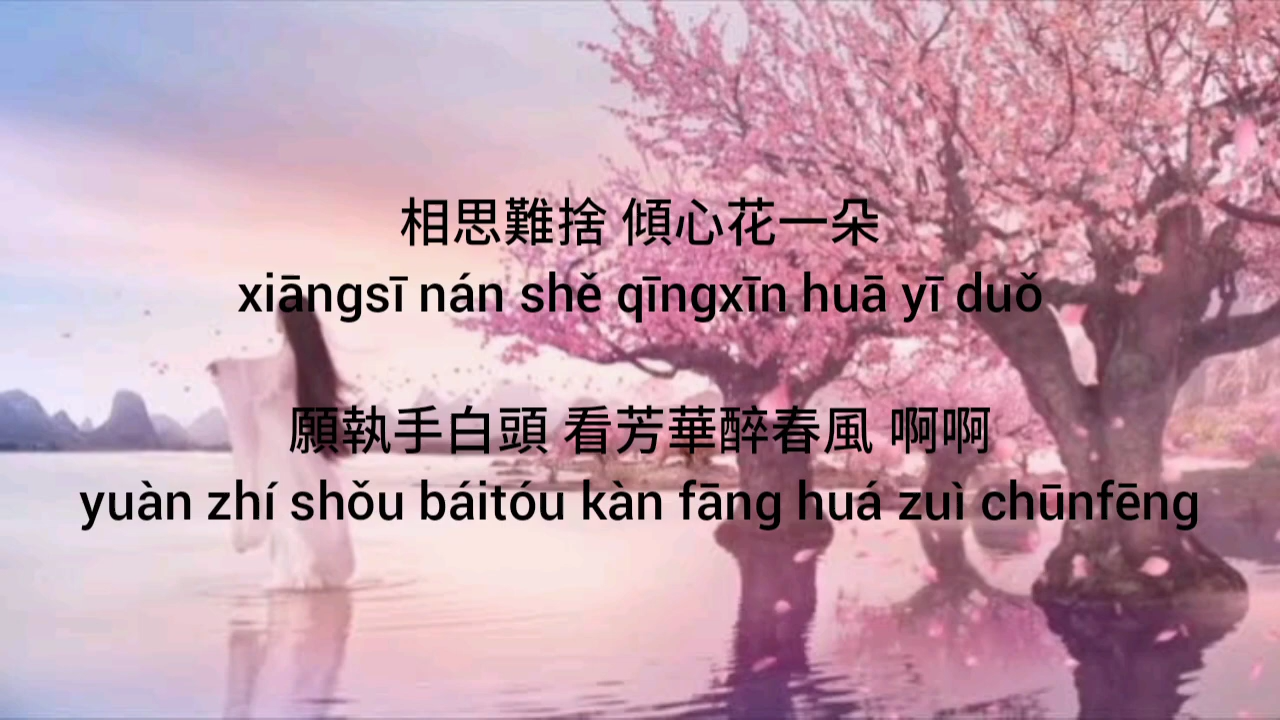 相思難捨 傾心花一朵
xiāngsī nán shě qīngxīn huā yī duǒ
願執手白頭 看芳華醉春風 啊啊
yuàn zhí shǒu báitóu kàn fāng huá zuì chūnfēng